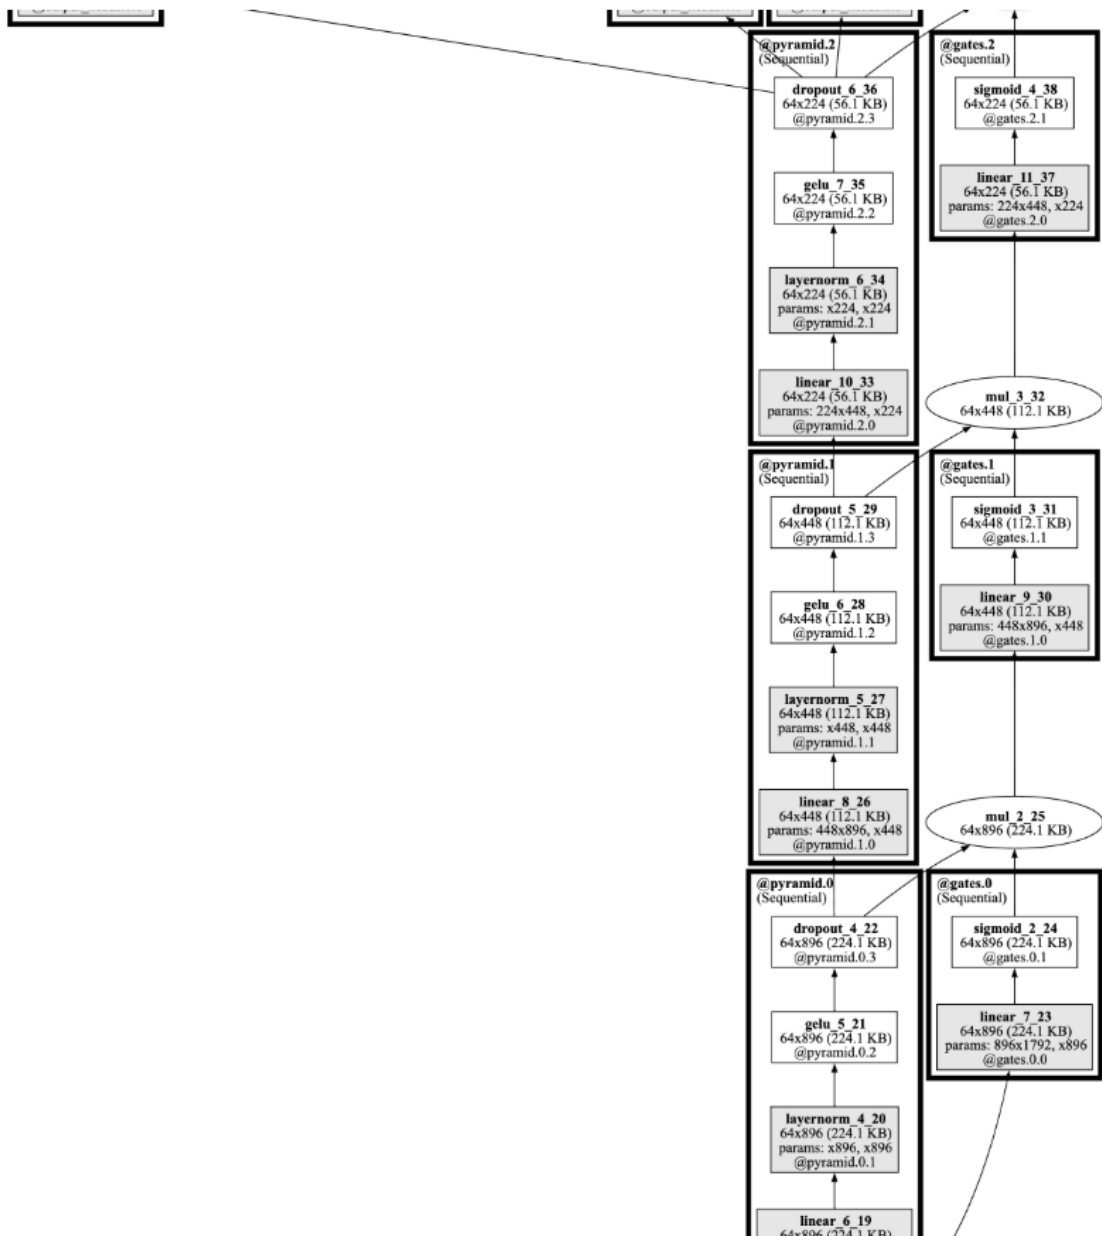 @pyramid.2
(Sequential)
dropout_6_36
64x224 (56.1 KB)
@pyramid.2.3
gelu_7_35
64x224 (56.1 KB)
@pyramid.2.2
layernorm_6_34
64x224 (56.1 KB)
params: x224, x224
@pyramid.2.1
linear_10_33
64x224 (56.1 KB)
params: 224x448, x224
@pyramid.2.0
@gates.2
(Sequential)
sigmoid_4_38
64x224 (56.1 KB)
@gates.2.1
linear_11_37
64x224 (56.1 KB)
params: 224x448, x224
@gates.2.0
mul_3_32
64x448 (112.1 KB)
@pyramid.1
(Sequential)
dropout_5_29
64x448 (112.1 KB)
@pyramid.1.3
gelu_6_28
64x448 (112.1 KB)
@pyramid.1.2
layernorm_5_27
64x448 (112.1 KB)
params: x448, x448
@pyramid.1.1
linear_8_26
64x448 (112.1 KB)
params: 448x896, x448
@pyramid.1.0
@gates.1
(Sequential)
sigmoid_3_31
64x448 (112.1 KB)
@gates.1.1
linear_9_30
64x448 (112.1 KB)
params: 448x896, x448
@gates.1.0
mul_2_25
64x896 (224.1 KB)
@pyramid.0
(Sequential)
dropout_4_22
64x896 (224.1 KB)
@pyramid.0.3
gelu_5_21
64x896 (224.1 KB)
@pyramid.0.2
layernorm_4_20
64x896 (224.1 KB)
params: x896, x896
@pyramid.0.1
linear_6_19
64x896 (224.1 KB)
@gates.0
(Sequential)
sigmoid_2_24
64x896 (224.1 KB)
@gates.0.1
linear_7_23
64x896 (224.1 KB)
params: 896x1792, x896
@gates.0.0